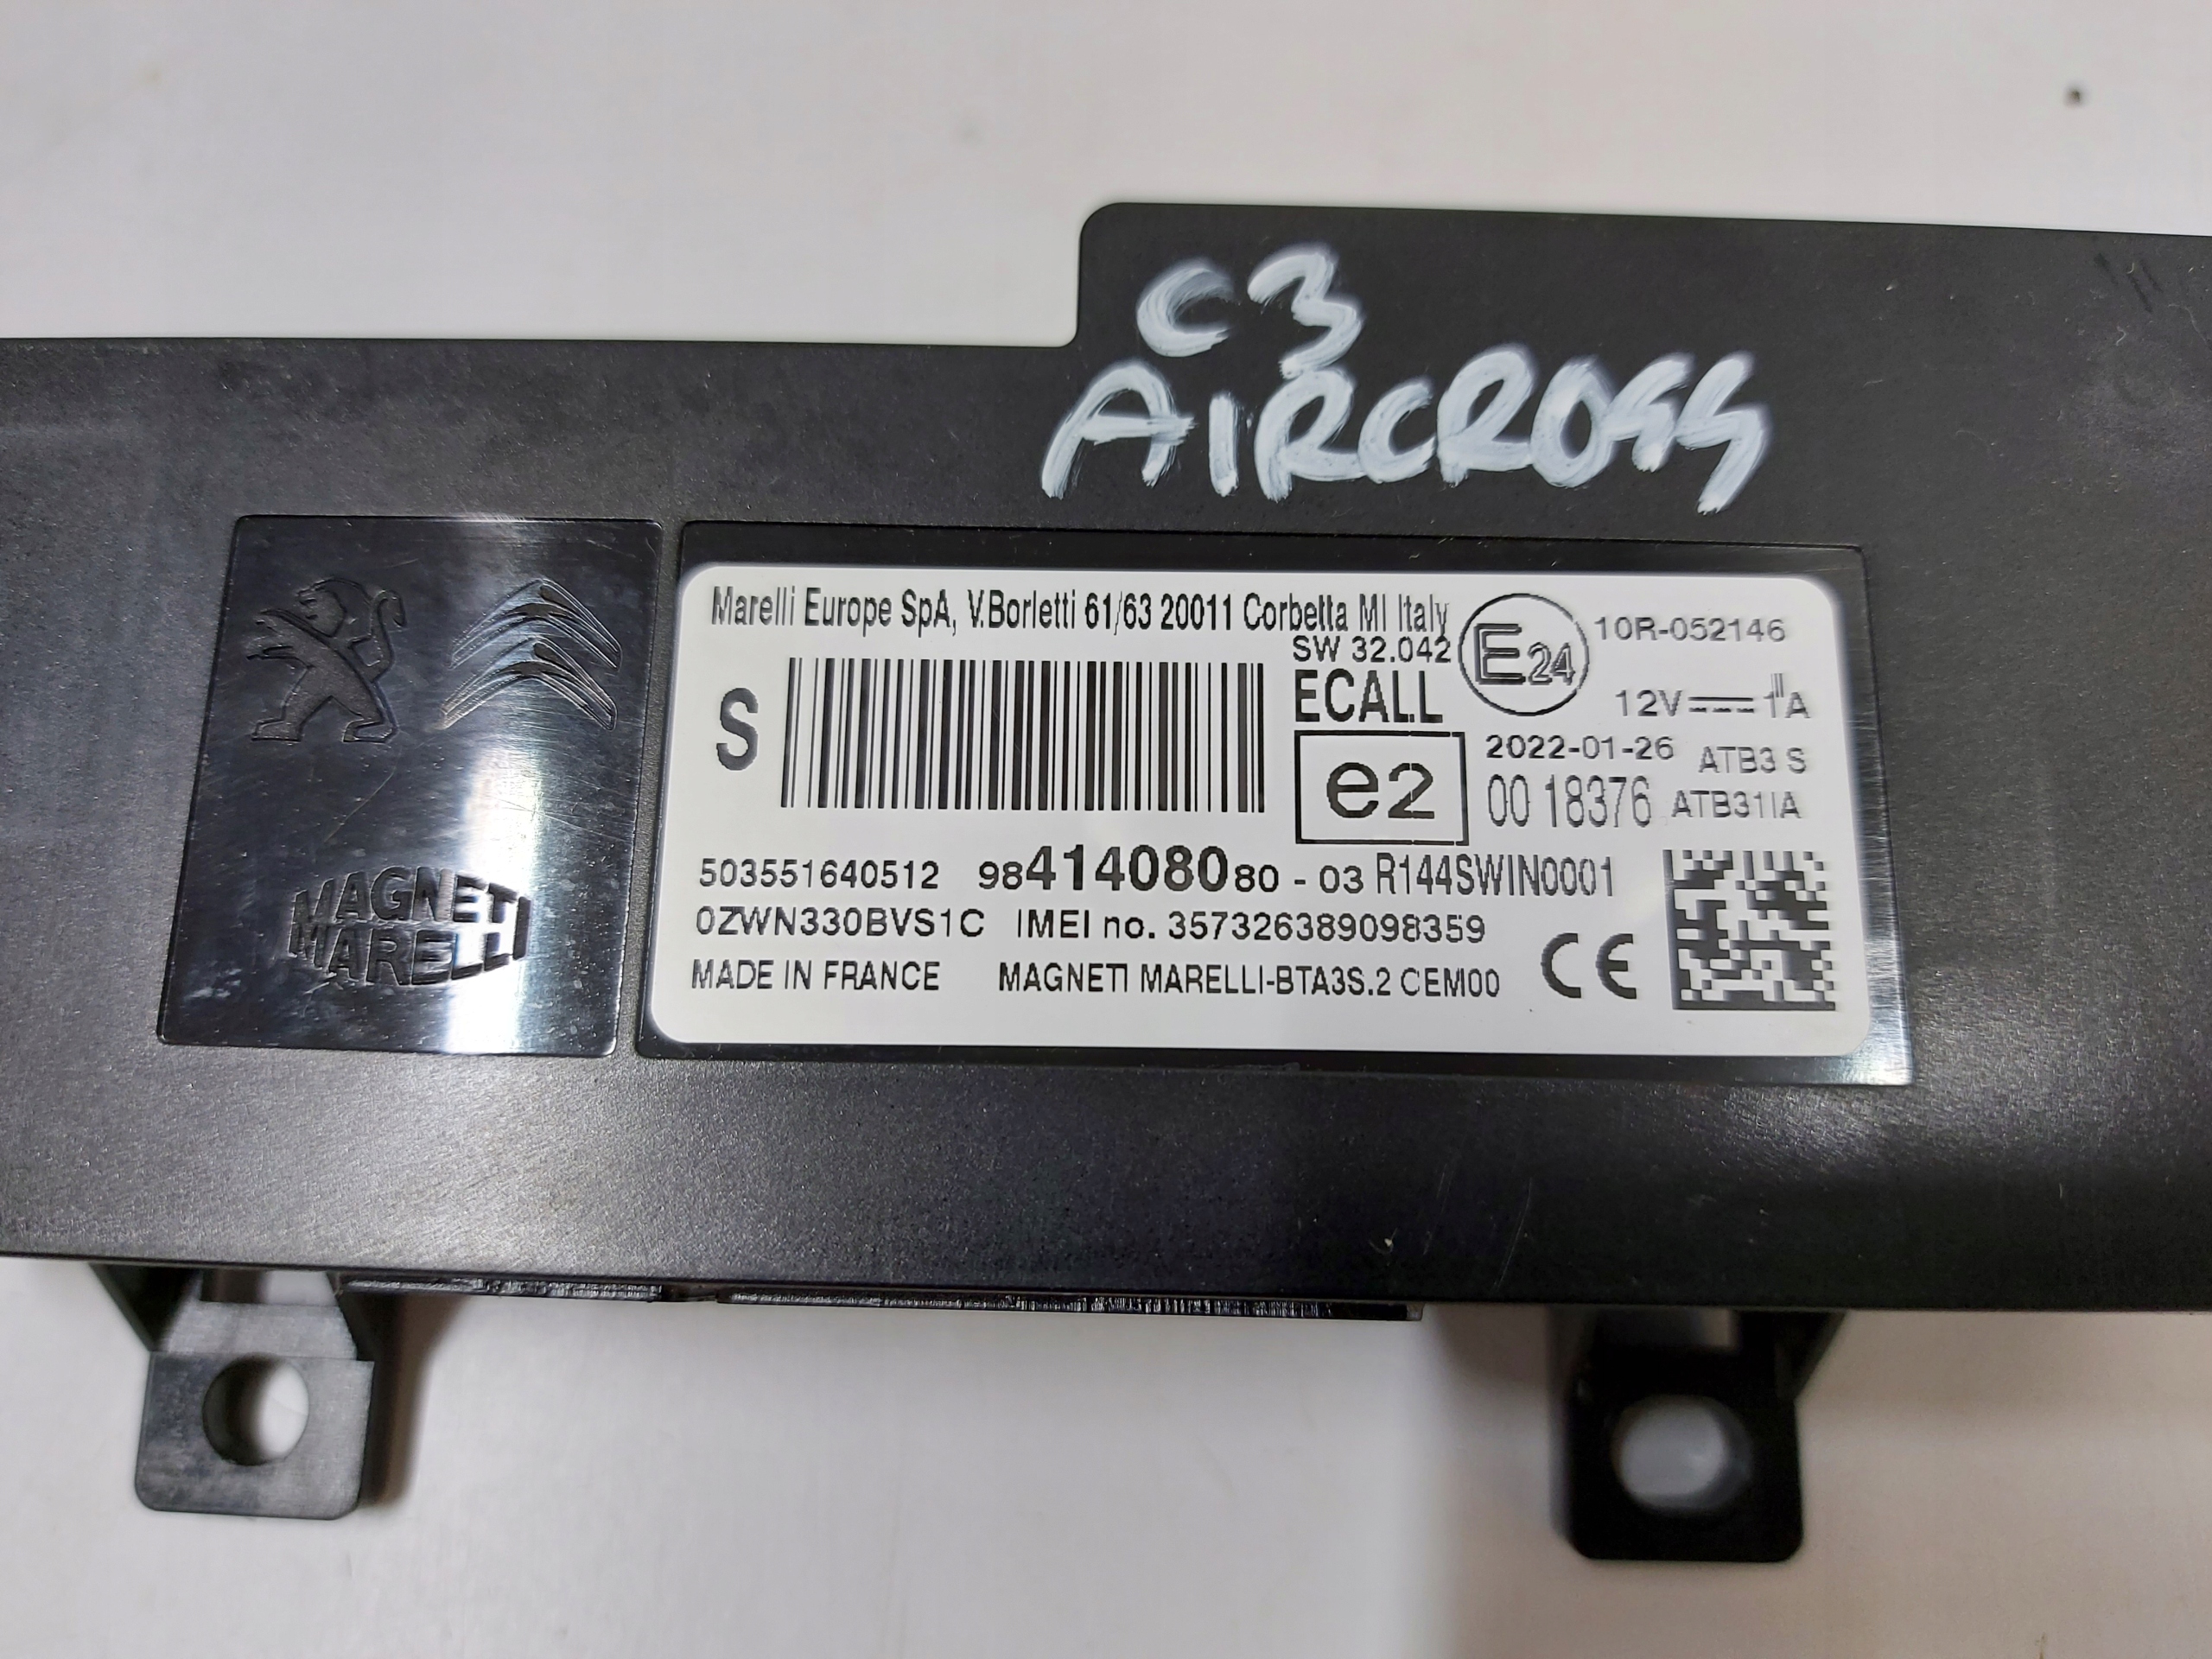 C3
AIRCROSS
MAGNETI
MARELLI
Marelli Europe SpA, V.Borletti 61/63 20011 Corbetta MI Italy
SW 32.042
E24
10R-052146
S
ECALL
12V 1A
e2
2022-01-26
ATB3 S
00 18376
ATB31IA
503551640512 9841408080 - 03 R144SWIN0001
0ZWN330BVS1C IMEI no. 357326389098359
MADE IN FRANCE MAGNETI MARELLI-BTA3S.2 CEM00
CE